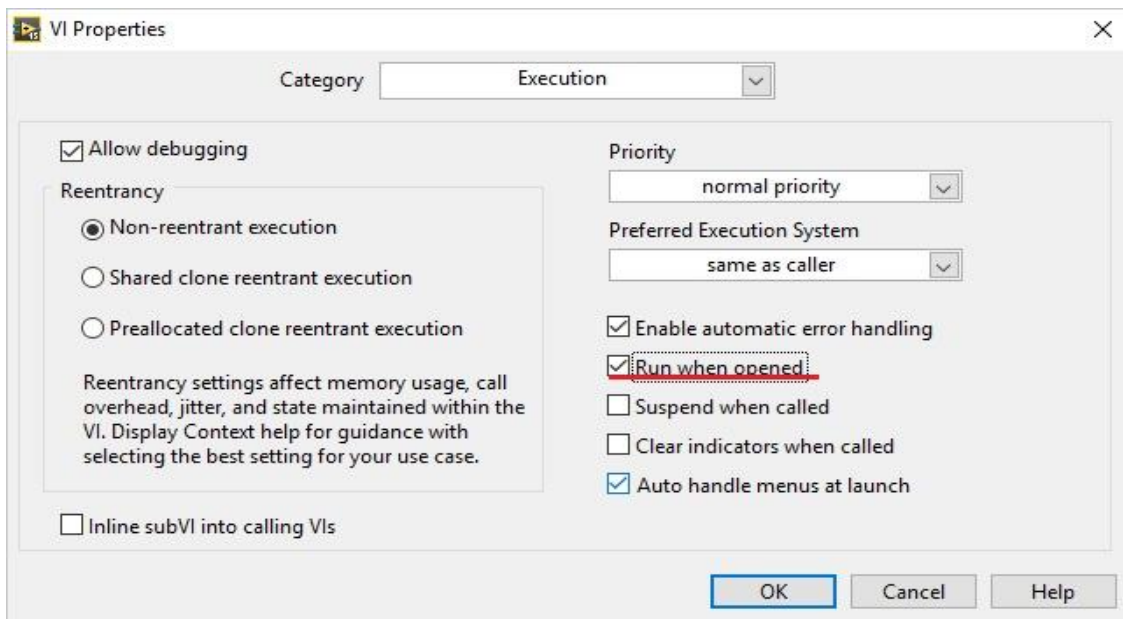 VI Properties
Category
Execution
Allow debugging
Reentrancy
Non-reentrant execution
Shared clone reentrant execution
Preallocated clone reentrant execution
Reentrancy settings affect memory usage, call
overhead, jitter, and state maintained within the
VI. Display Context help for guidance with
selecting the best setting for your use case.
Inline subVI into calling VIs
Priority
normal priority
Preferred Execution System
same as caller
Enable automatic error handling
Run when opened
Suspend when called
Clear indicators when called
Auto handle menus at launch
OK
Cancel
Help